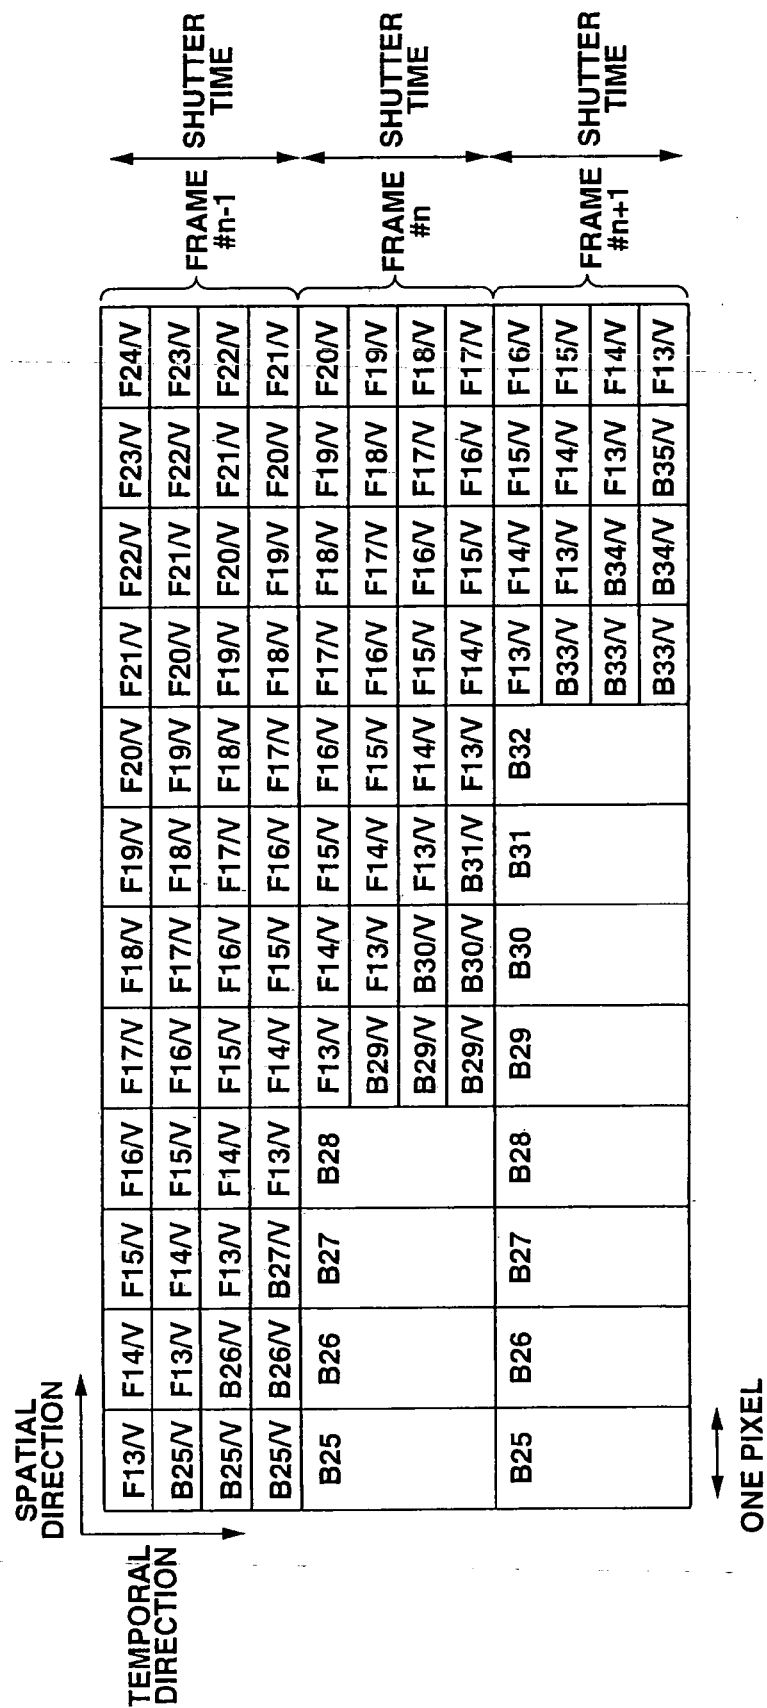 SPATIAL
DIRECTION
TEMPORAL
DIRECTION
F13/V F14/V F15/V F16/V F17/V F18/V F19/V F20/V F21/V F22/V F23/V F24/V
B25/V F13/V F14/V F15/V F16/V F17/V F18/V F19/V F20/V F21/V F22/V F23/V
B25/V B26/V F13/V F14/V F15/V F16/V F17/V F18/V F19/V F20/V F21/V F22/V
B25/V B26/V B27/V F13/V F14/V F15/V F16/V F17/V F18/V F19/V F20/V F21/V
FRAME
#n-1
SHUTTER
TIME
B25 B26 B27 B28 F13/V F14/V F15/V F16/V F17/V F18/V F19/V F20/V
B29/V F13/V F14/V F15/V F16/V F17/V F18/V F19/V
B29/V B30/V F13/V F14/V F15/V F16/V F17/V F18/V
B29/V B30/V B31/V F13/V F14/V F15/V F16/V F17/V
FRAME
#n
SHUTTER
TIME
B25 B26 B27 B28 B29 B30 B31 B32 F13/V F14/V F15/V F16/V
B33/V F13/V F14/V F15/V
B33/V B34/V F13/V F14/V
B33/V B34/V B35/V F13/V
FRAME
#n+1
SHUTTER
TIME
ONE PIXEL